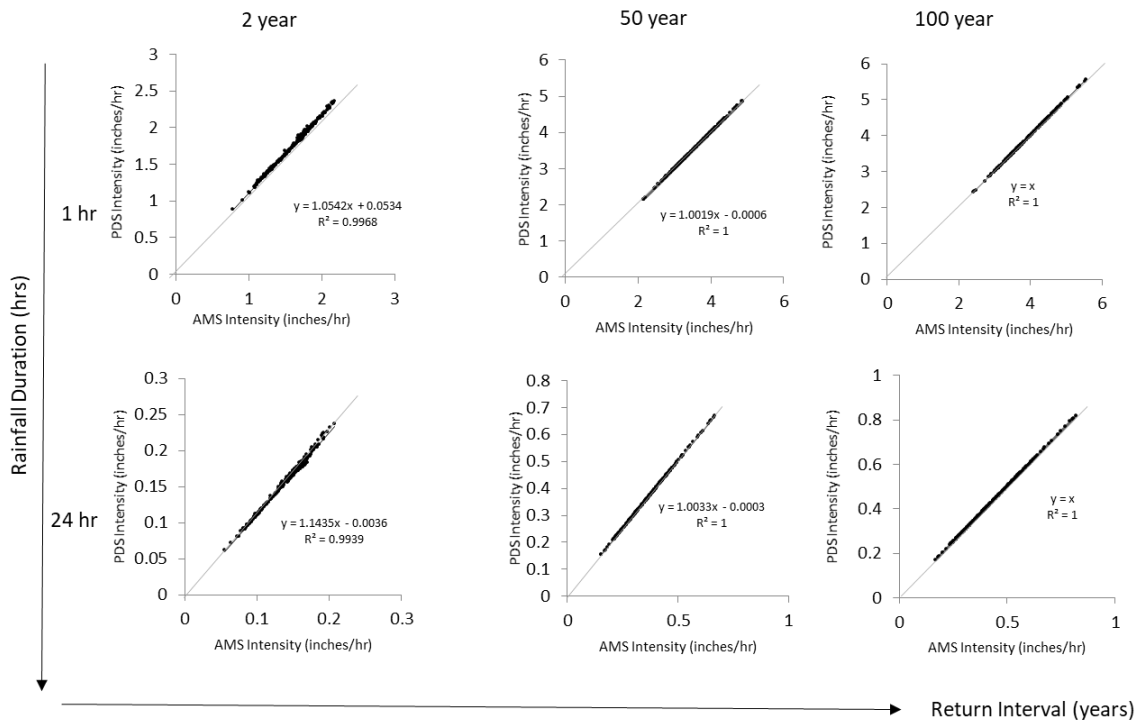 2 year
50 year
100 year
Rainfall Duration (hrs)
1 hr
PDS Intensity (inches/hr)
3
2.5
2
1.5
1
0.5
0
y = 1.0542x + 0.0534
R² = 0.9968
0 1 2 3
AMS Intensity (inches/hr)
PDS Intensity (inches/hr)
6
5
4
3
2
1
0
y = 1.0019x - 0.0006
R² = 1
0 2 4 6
AMS Intensity (inches/hr)
PDS Intensity (inches/hr)
6
5
4
3
2
1
0
y = x
R² = 1
0 2 4 6
AMS Intensity (inches/hr)
24 hr
PDS Intensity (inches/hr)
0.3
0.25
0.2
0.15
0.1
0.05
0
y = 1.1435x - 0.0036
R² = 0.9939
0 0.1 0.2 0.3
AMS Intensity (inches/hr)
PDS Intensity (inches/hr)
0.8
0.7
0.6
0.5
0.4
0.3
0.2
0.1
0
y = 1.0033x - 0.0003
R² = 1
0 0.5 1
AMS Intensity (inches/hr)
PDS Intensity (inches/hr)
1
0.8
0.6
0.4
0.2
0
y = x
R² = 1
0 0.5 1
AMS Intensity (inches/hr)
Return Interval (years)